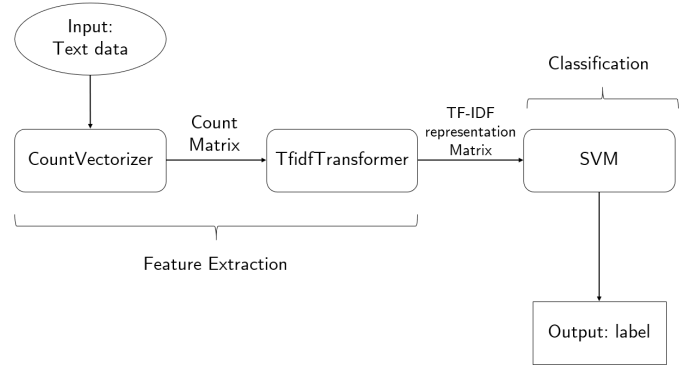 Input:
Text data
Classification
CountVectorizer
Count
Matrix
TfidfTransformer
TF-IDF
representation
Matrix
SVM
Feature Extraction
Output: label